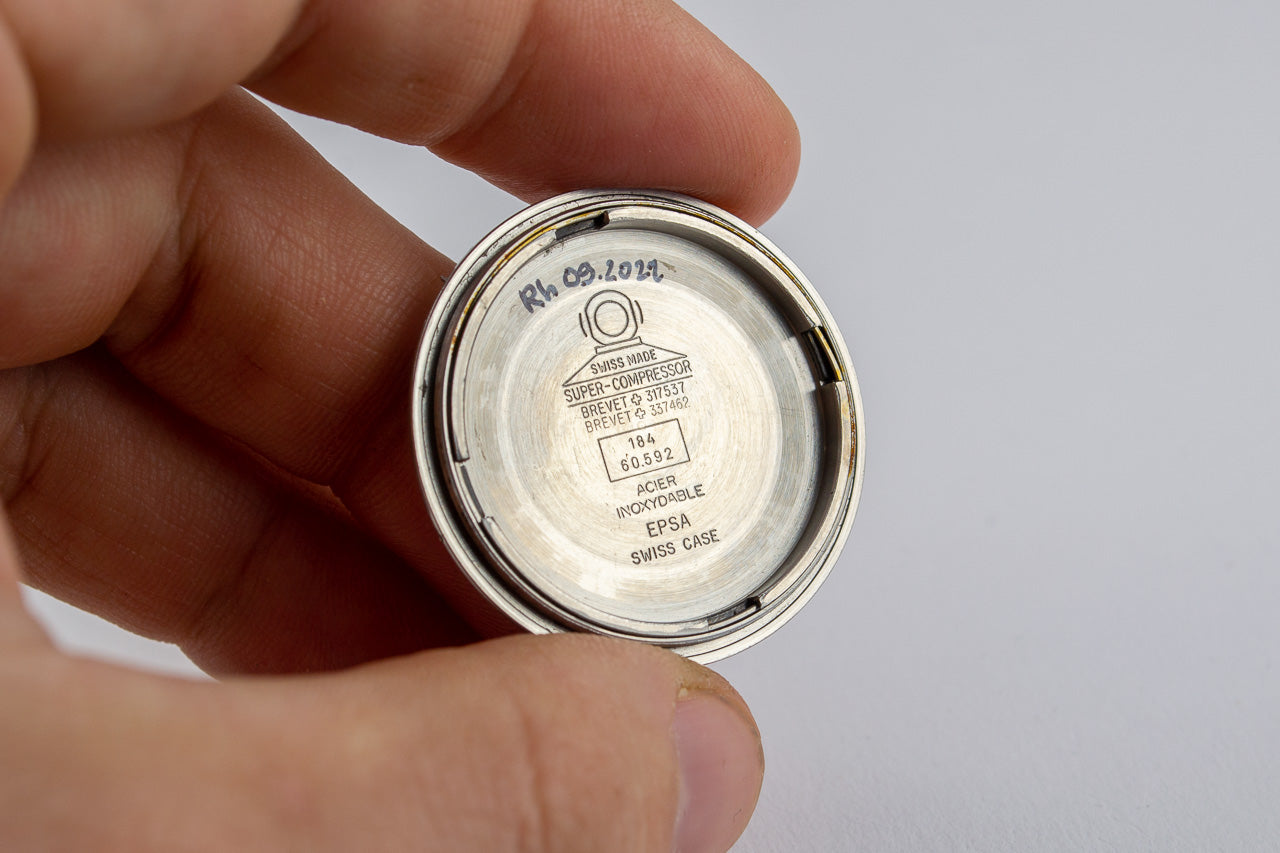 Rh 09.2022
SWISS MADE
SUPER-COMPRESSOR
BREVET 317537
BREVET 337462
184
60.592
ACIER
INOXYDABLE
EPSA
SWISS CASE